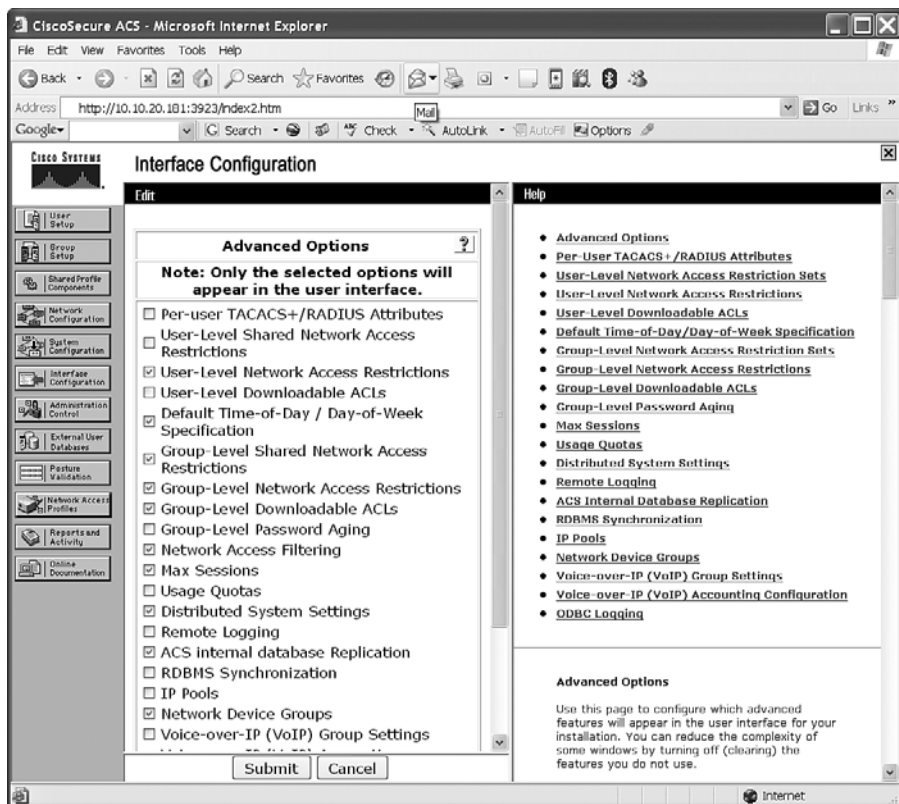 CiscoSecure ACS - Microsoft Internet Explorer
File Edit View Favorites Tools Help
Back Search Favorites
Address http://10.10.20.181:3923/index2.htm Go Links »
Mail
Google Search Check AutoLink AutoFill Options
CISCO SYSTEMS
Interface Configuration
User Setup
Group Setup
Shared Profile Components
Network Configuration
System Configuration
Interface Configuration
Administration Control
External User Databases
Posture Validation
Network Access Profiles
Reports and Activity
Online Documentation
Edit
Advanced Options ?
Note: Only the selected options will
appear in the user interface.
Per-user TACACS+/RADIUS Attributes
User-Level Shared Network Access
Restrictions
User-Level Network Access Restrictions
User-Level Downloadable ACLs
Default Time-of-Day / Day-of-Week
Specification
Group-Level Shared Network Access
Restrictions
Group-Level Network Access Restrictions
Group-Level Downloadable ACLs
Group-Level Password Aging
Network Access Filtering
Max Sessions
Usage Quotas
Distributed System Settings
Remote Logging
ACS internal database Replication
RDBMS Synchronization
IP Pools
Network Device Groups
Voice-over-IP (VoIP) Group Settings
Submit Cancel
Help
Advanced Options
Per-User TACACS+/RADIUS Attributes
User-Level Network Access Restriction Sets
User-Level Network Access Restrictions
User-Level Downloadable ACLs
Default Time-of-Day/Day-of-Week Specification
Group-Level Network Access Restriction Sets
Group-Level Network Access Restrictions
Group-Level Downloadable ACLs
Group-Level Password Aging
Max Sessions
Usage Quotas
Distributed System Settings
Remote Logging
ACS Internal Database Replication
RDBMS Synchronization
IP Pools
Network Device Groups
Voice-over-IP (VoIP) Group Settings
Voice-over-IP (VoIP) Accounting Configuration
ODBC Logging
Advanced Options
Use this page to configure which advanced
features will appear in the user interface for your
installation. You can reduce the complexity of
some windows by turning off (clearing) the
features you do not use.
Internet